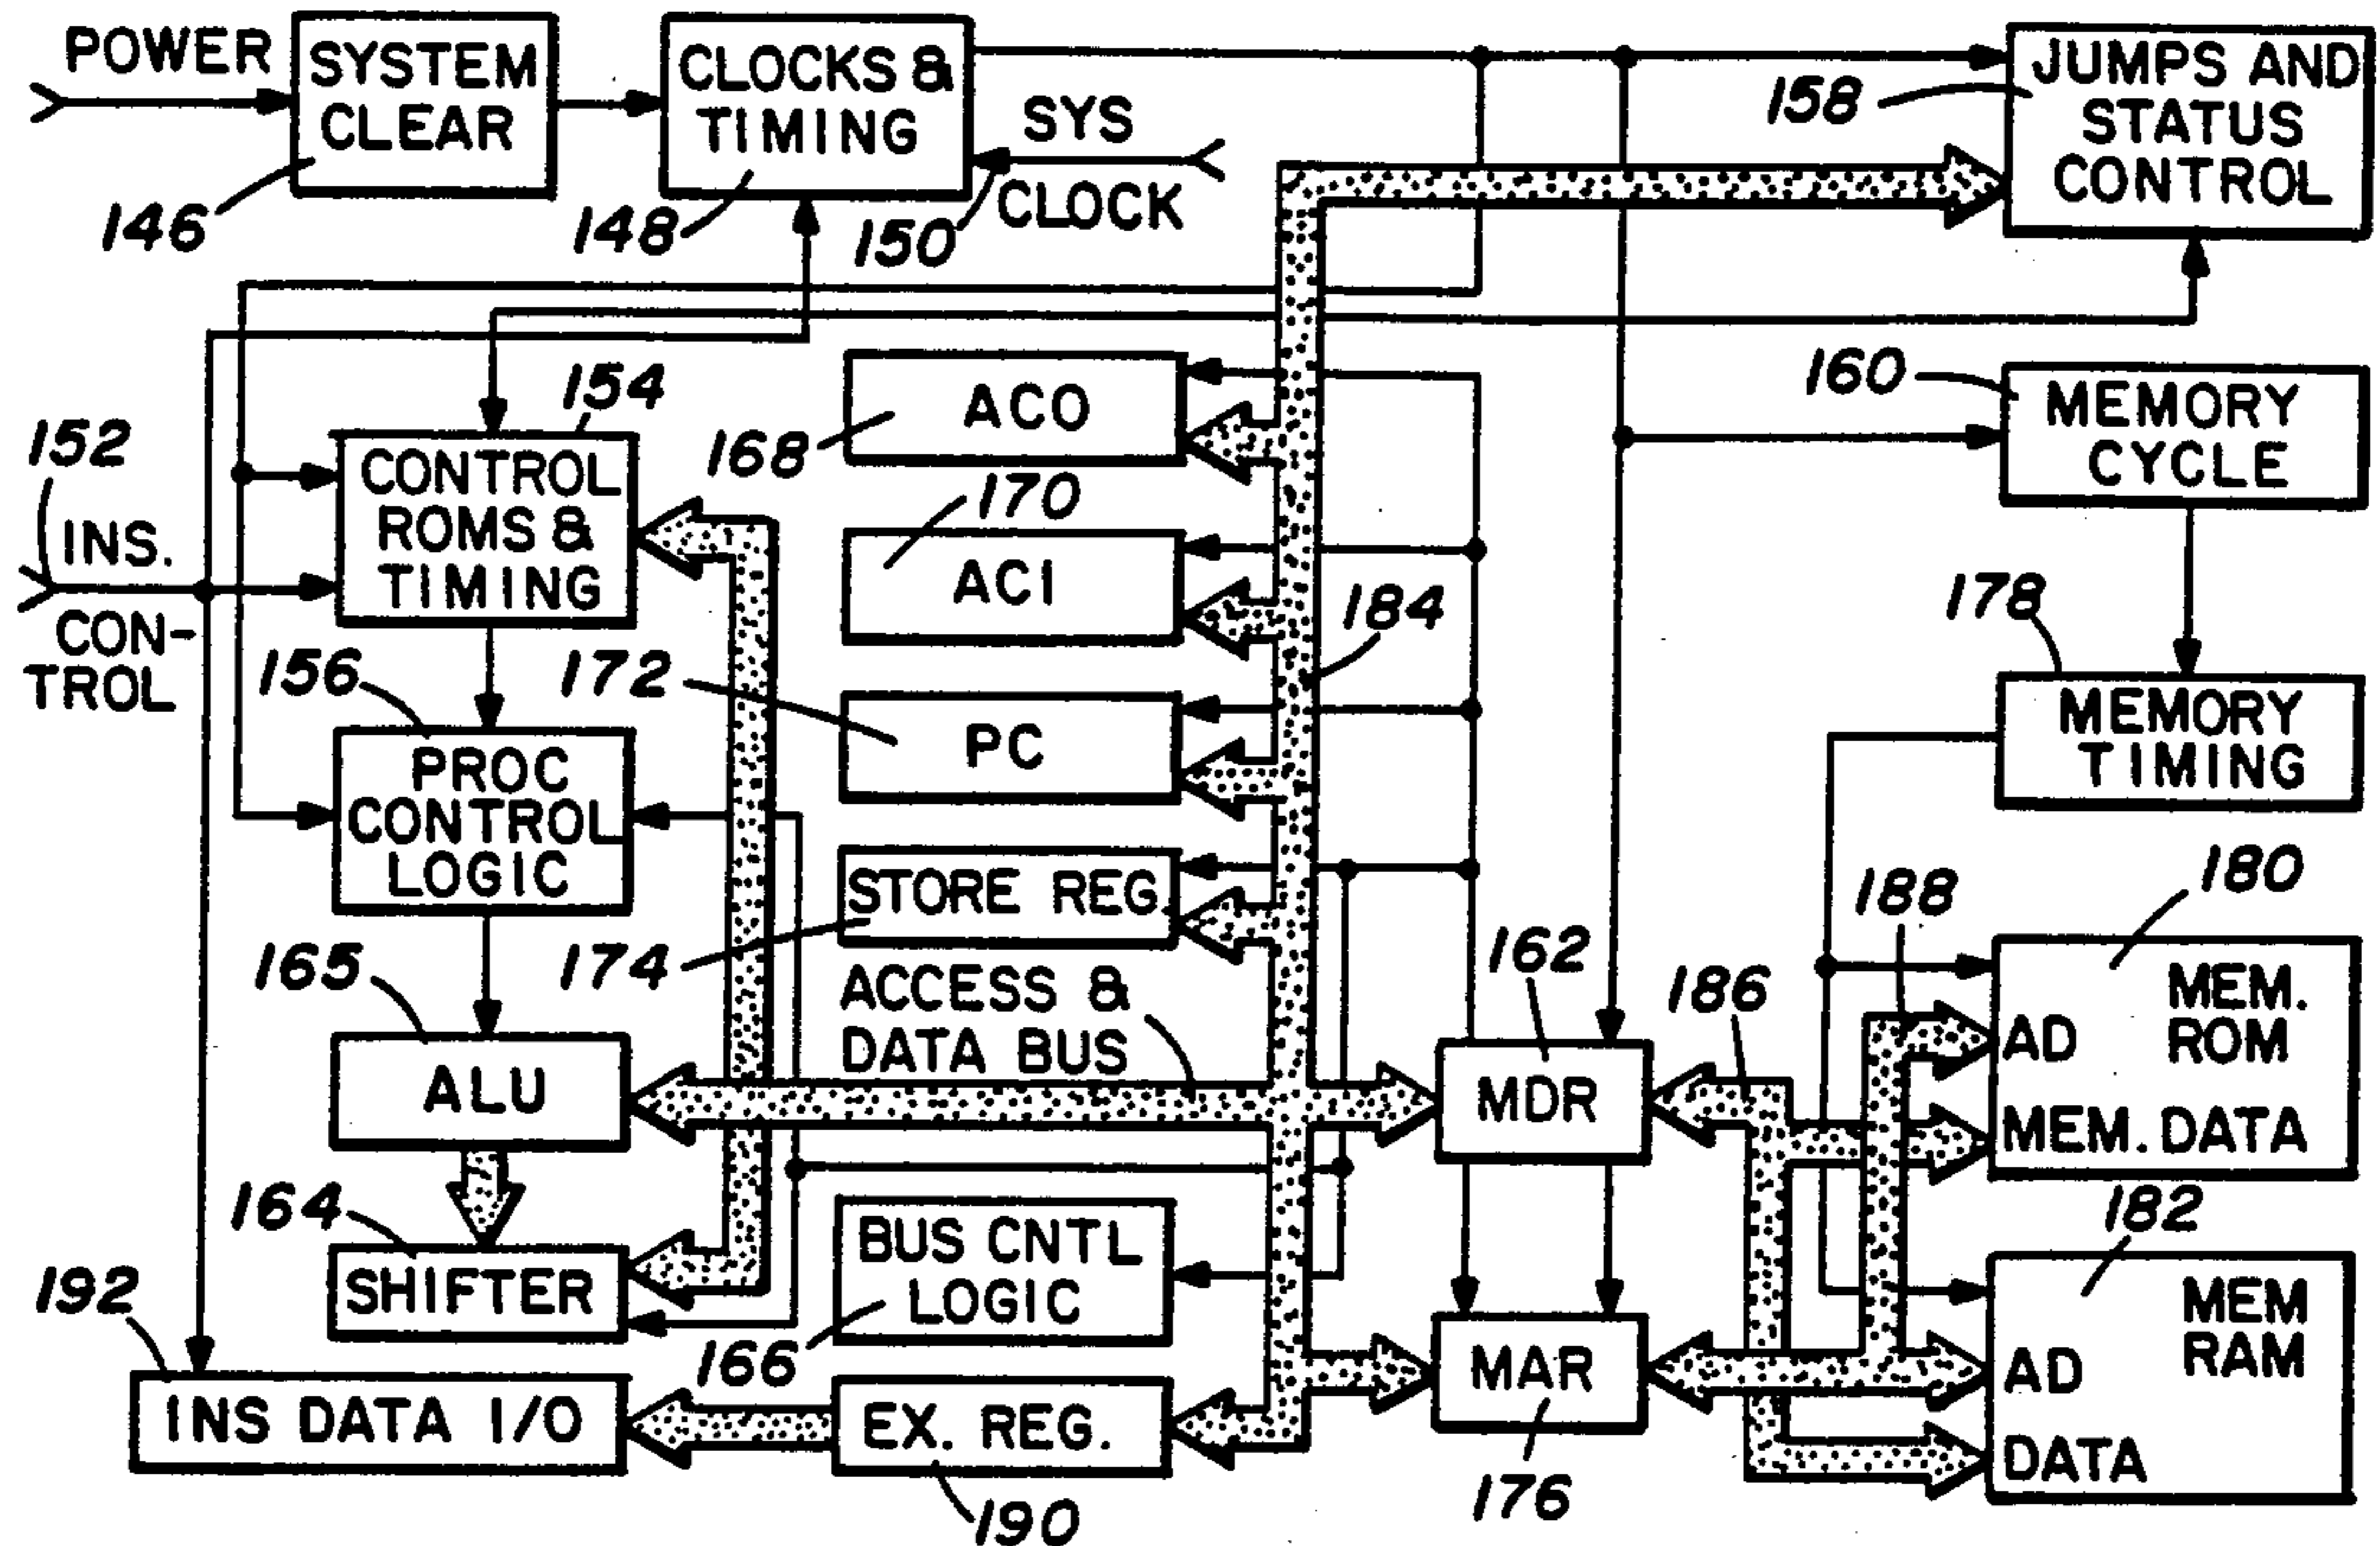 POWER
SYSTEM
CLEAR
146
CLOCKS &
TIMING
148
SYS
CLOCK
150
158
JUMPS AND
STATUS
CONTROL
152
INS.
CON-
TROL
154
CONTROL
ROMS &
TIMING
168
ACO
170
ACI
184
160
MEMORY
CYCLE
178
MEMORY
TIMING
156
PROC
CONTROL
LOGIC
172
PC
STORE REG.
174
ACCESS &
DATA BUS
162
MDR
186
188
180
MEM.
ROM
AD
MEM. DATA
165
ALU
164
SHIFTER
BUS CNTL
LOGIC
166
MAR
176
182
MEM
RAM
AD
DATA
192
INS DATA I/O
EX. REG.
190